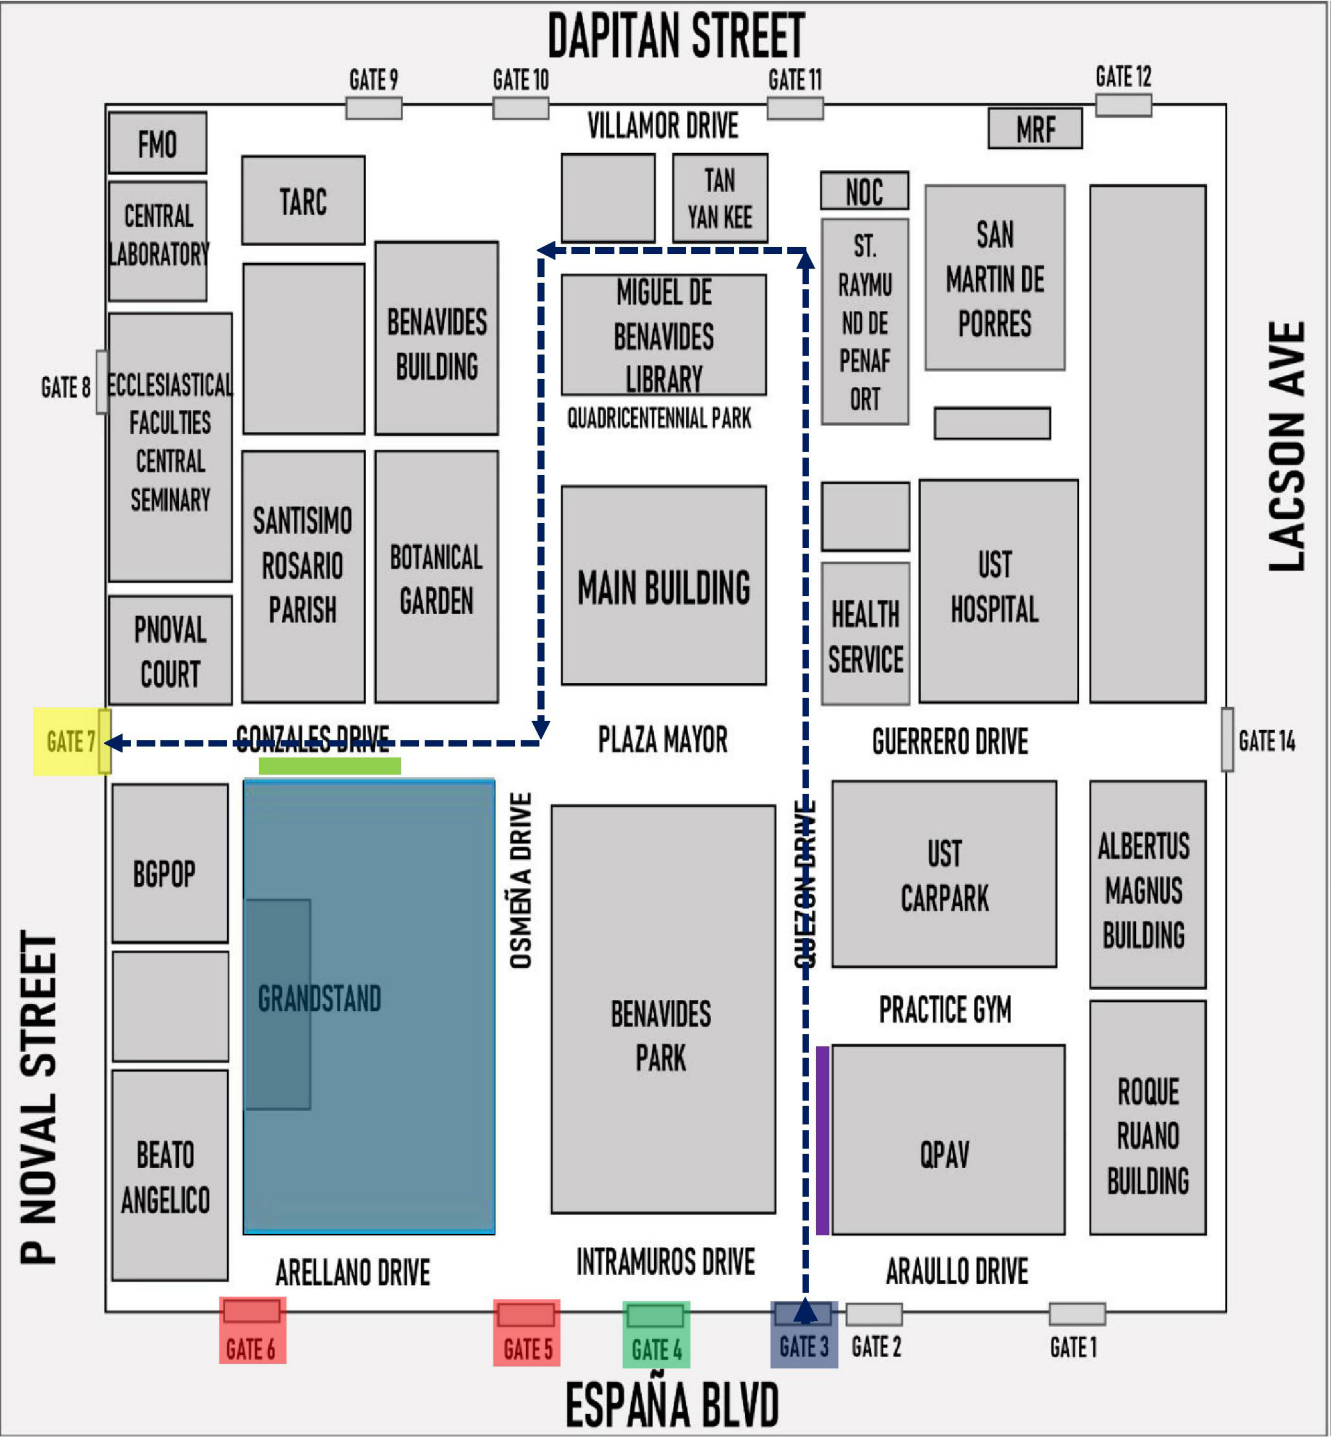 DAPITAN STREET
GATE 9
GATE 10
GATE 11
GATE 12
VILLAMOR DRIVE
FMO
MRF
TARC
TAN
YAN KEE
NOC
CENTRAL
LABORATORY
ST.
RAYMU
ND DE
PENAF
ORT
SAN
MARTIN DE
PORRES
BENAVIDES
BUILDING
MIGUEL DE
BENAVIDES
LIBRARY
QUADRICENTENNIAL PARK
GATE 8
ECCLESIASTICAL
FACULTIES
CENTRAL
SEMINARY
LACSON AVE
SANTISIMO
ROSARIO
PARISH
BOTANICAL
GARDEN
MAIN BUILDING
HEALTH
SERVICE
UST
HOSPITAL
PNOVAL
COURT
GATE 7
GONZALES DRIVE
PLAZA MAYOR
GUERRERO DRIVE
GATE 14
BGPOP
OSMEÑA DRIVE
QUEZON DRIVE
UST
CARPARK
ALBERTUS
MAGNUS
BUILDING
P NOVAL STREET
GRANDSTAND
BENAVIDES
PARK
PRACTICE GYM
BEATO
ANGELICO
QPAV
ROQUE
RUANO
BUILDING
ARELLANO DRIVE
INTRAMUROS DRIVE
ARAULLO DRIVE
GATE 6
GATE 5
GATE 4
GATE 3
GATE 2
GATE 1
ESPAÑA BLVD